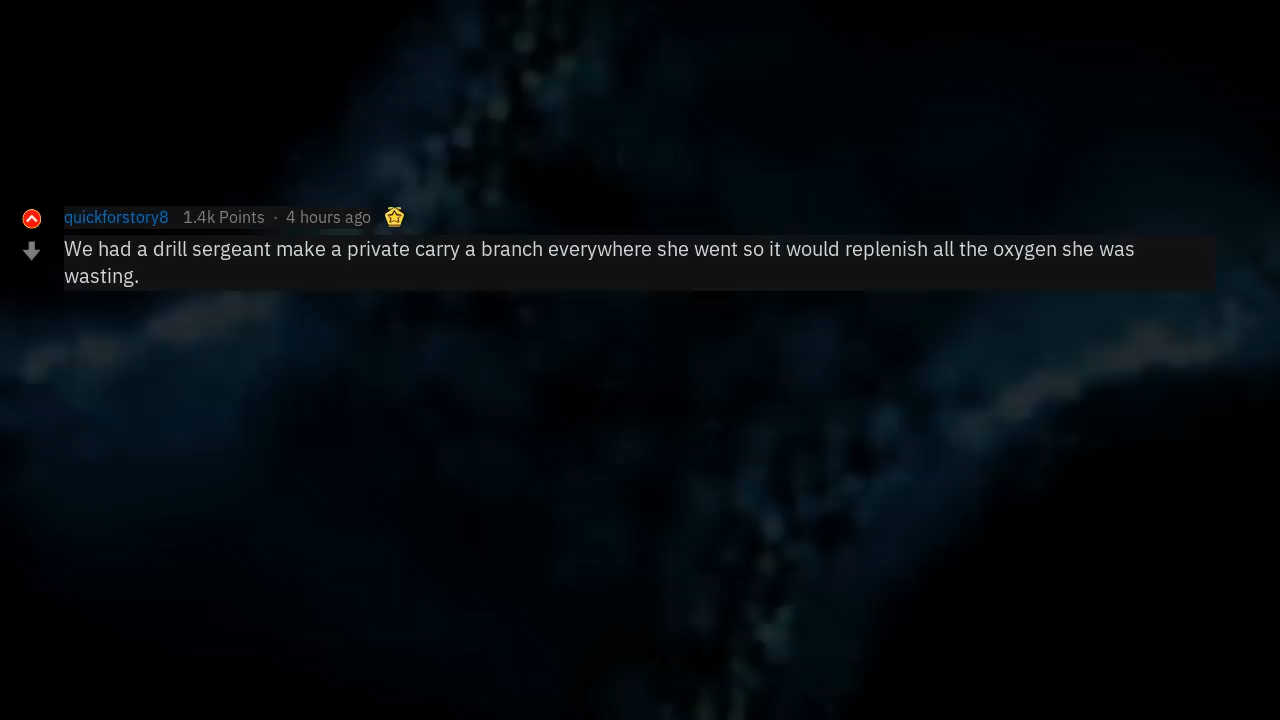 quickforstory8 1.4k Points · 4 hours ago
We had a drill sergeant make a private carry a branch everywhere she went so it would replenish all the oxygen she was
wasting.